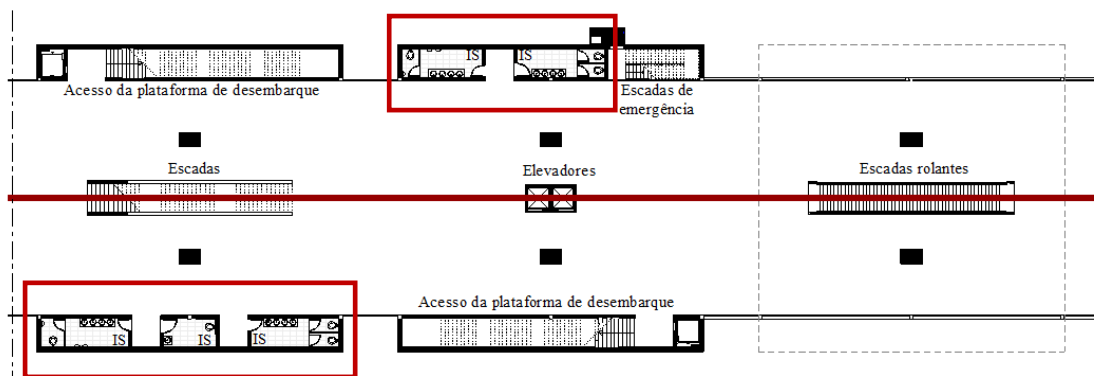 IS
IS
Acesso da plataforma de desembarque
Escadas de
emergência
Escadas
Elevadores
Escadas rolantes
Acesso da plataforma de desembarque
IS
IS
IS